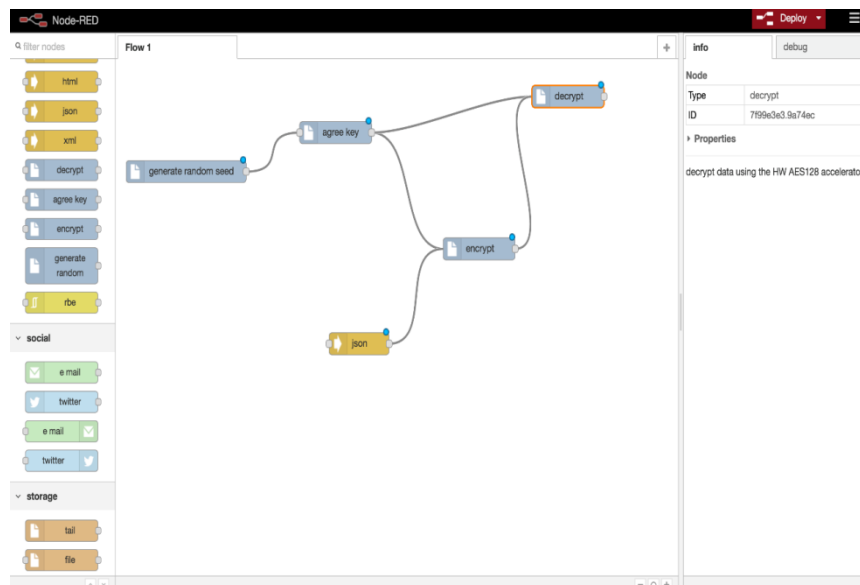 Node-RED
Deploy
filter nodes
Flow 1
+
info
debug
html
json
xml
decrypt
agree key
encrypt
generate
random
rbe
social
e mail
twitter
e mail
twitter
storage
tail
file
generate random seed
agree key
decrypt
encrypt
json
Node
Type
decrypt
ID
7f99e3e3.9a74ec
Properties
decrypt data using the HW AES128 accelerato